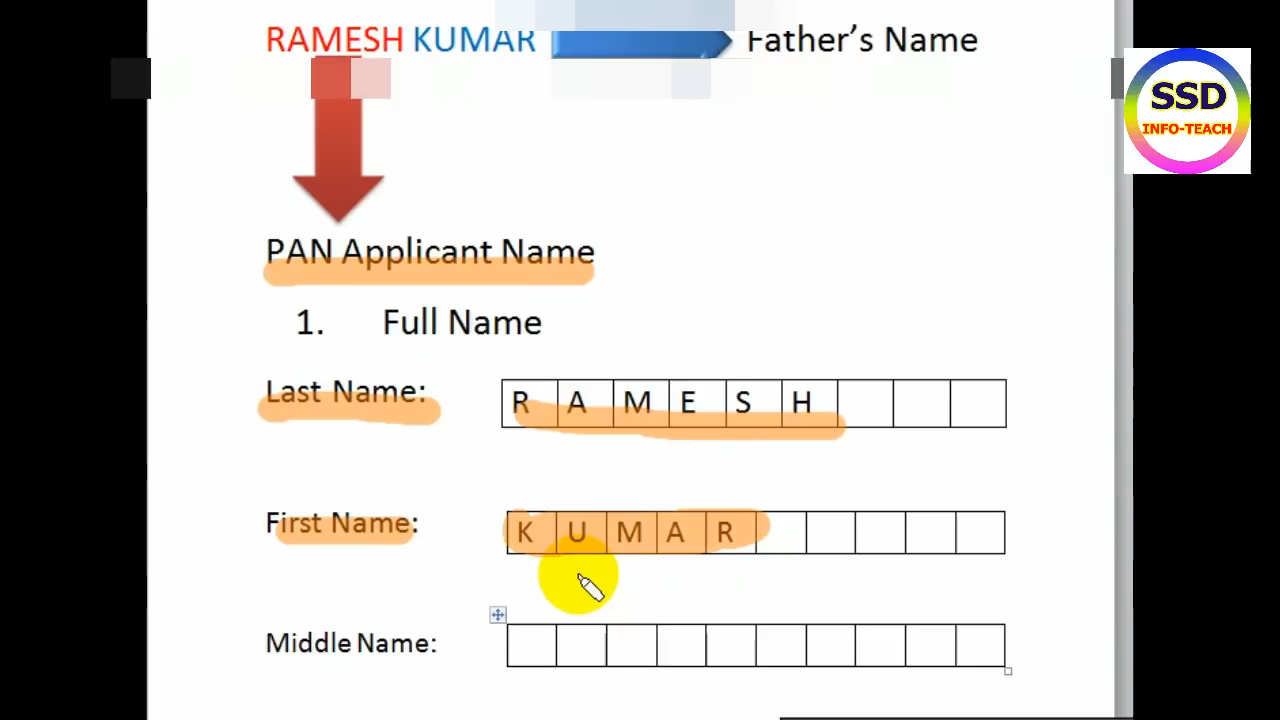 RAMESH KUMAR Father's Name
SSD
INFO-TEACH
PAN Applicant Name
1. Full Name
Last Name: R A M E S H
First Name: K U M A R
Middle Name: